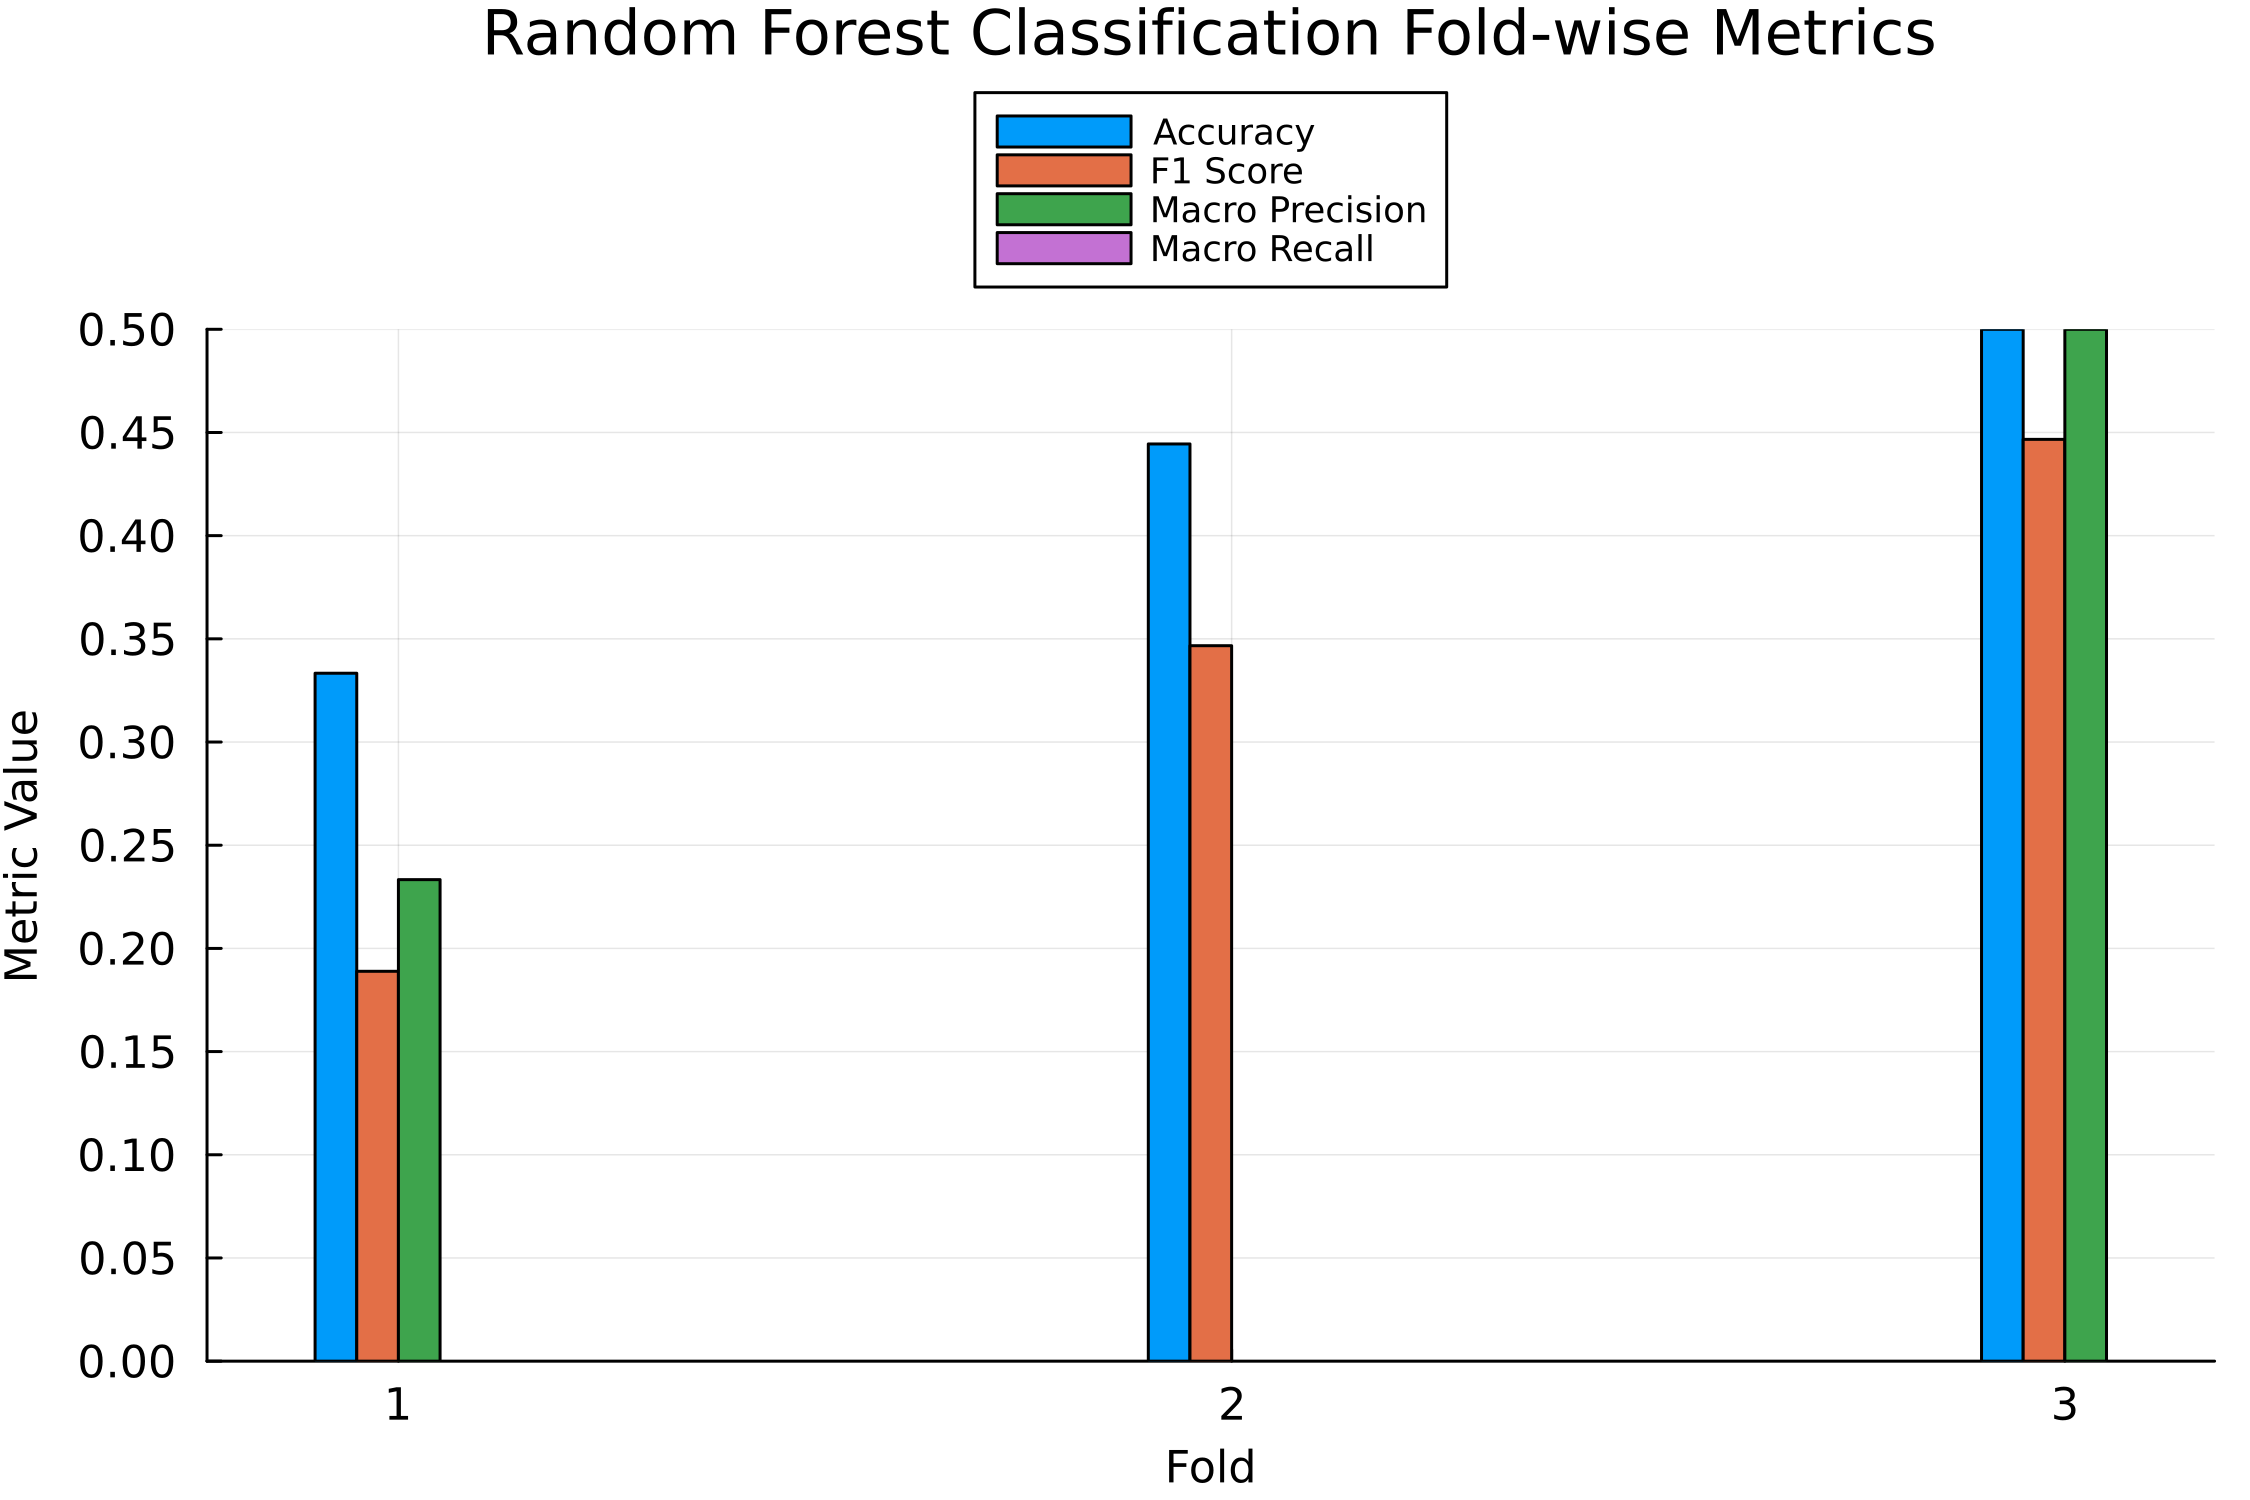 Random Forest Classification Fold-wise Metrics
Accuracy
F1 Score
Macro Precision
Macro Recall
0.50
0.45
0.40
0.35
0.30
0.25
0.20
0.15
0.10
0.05
0.00
Metric Value
1
2
3
Fold